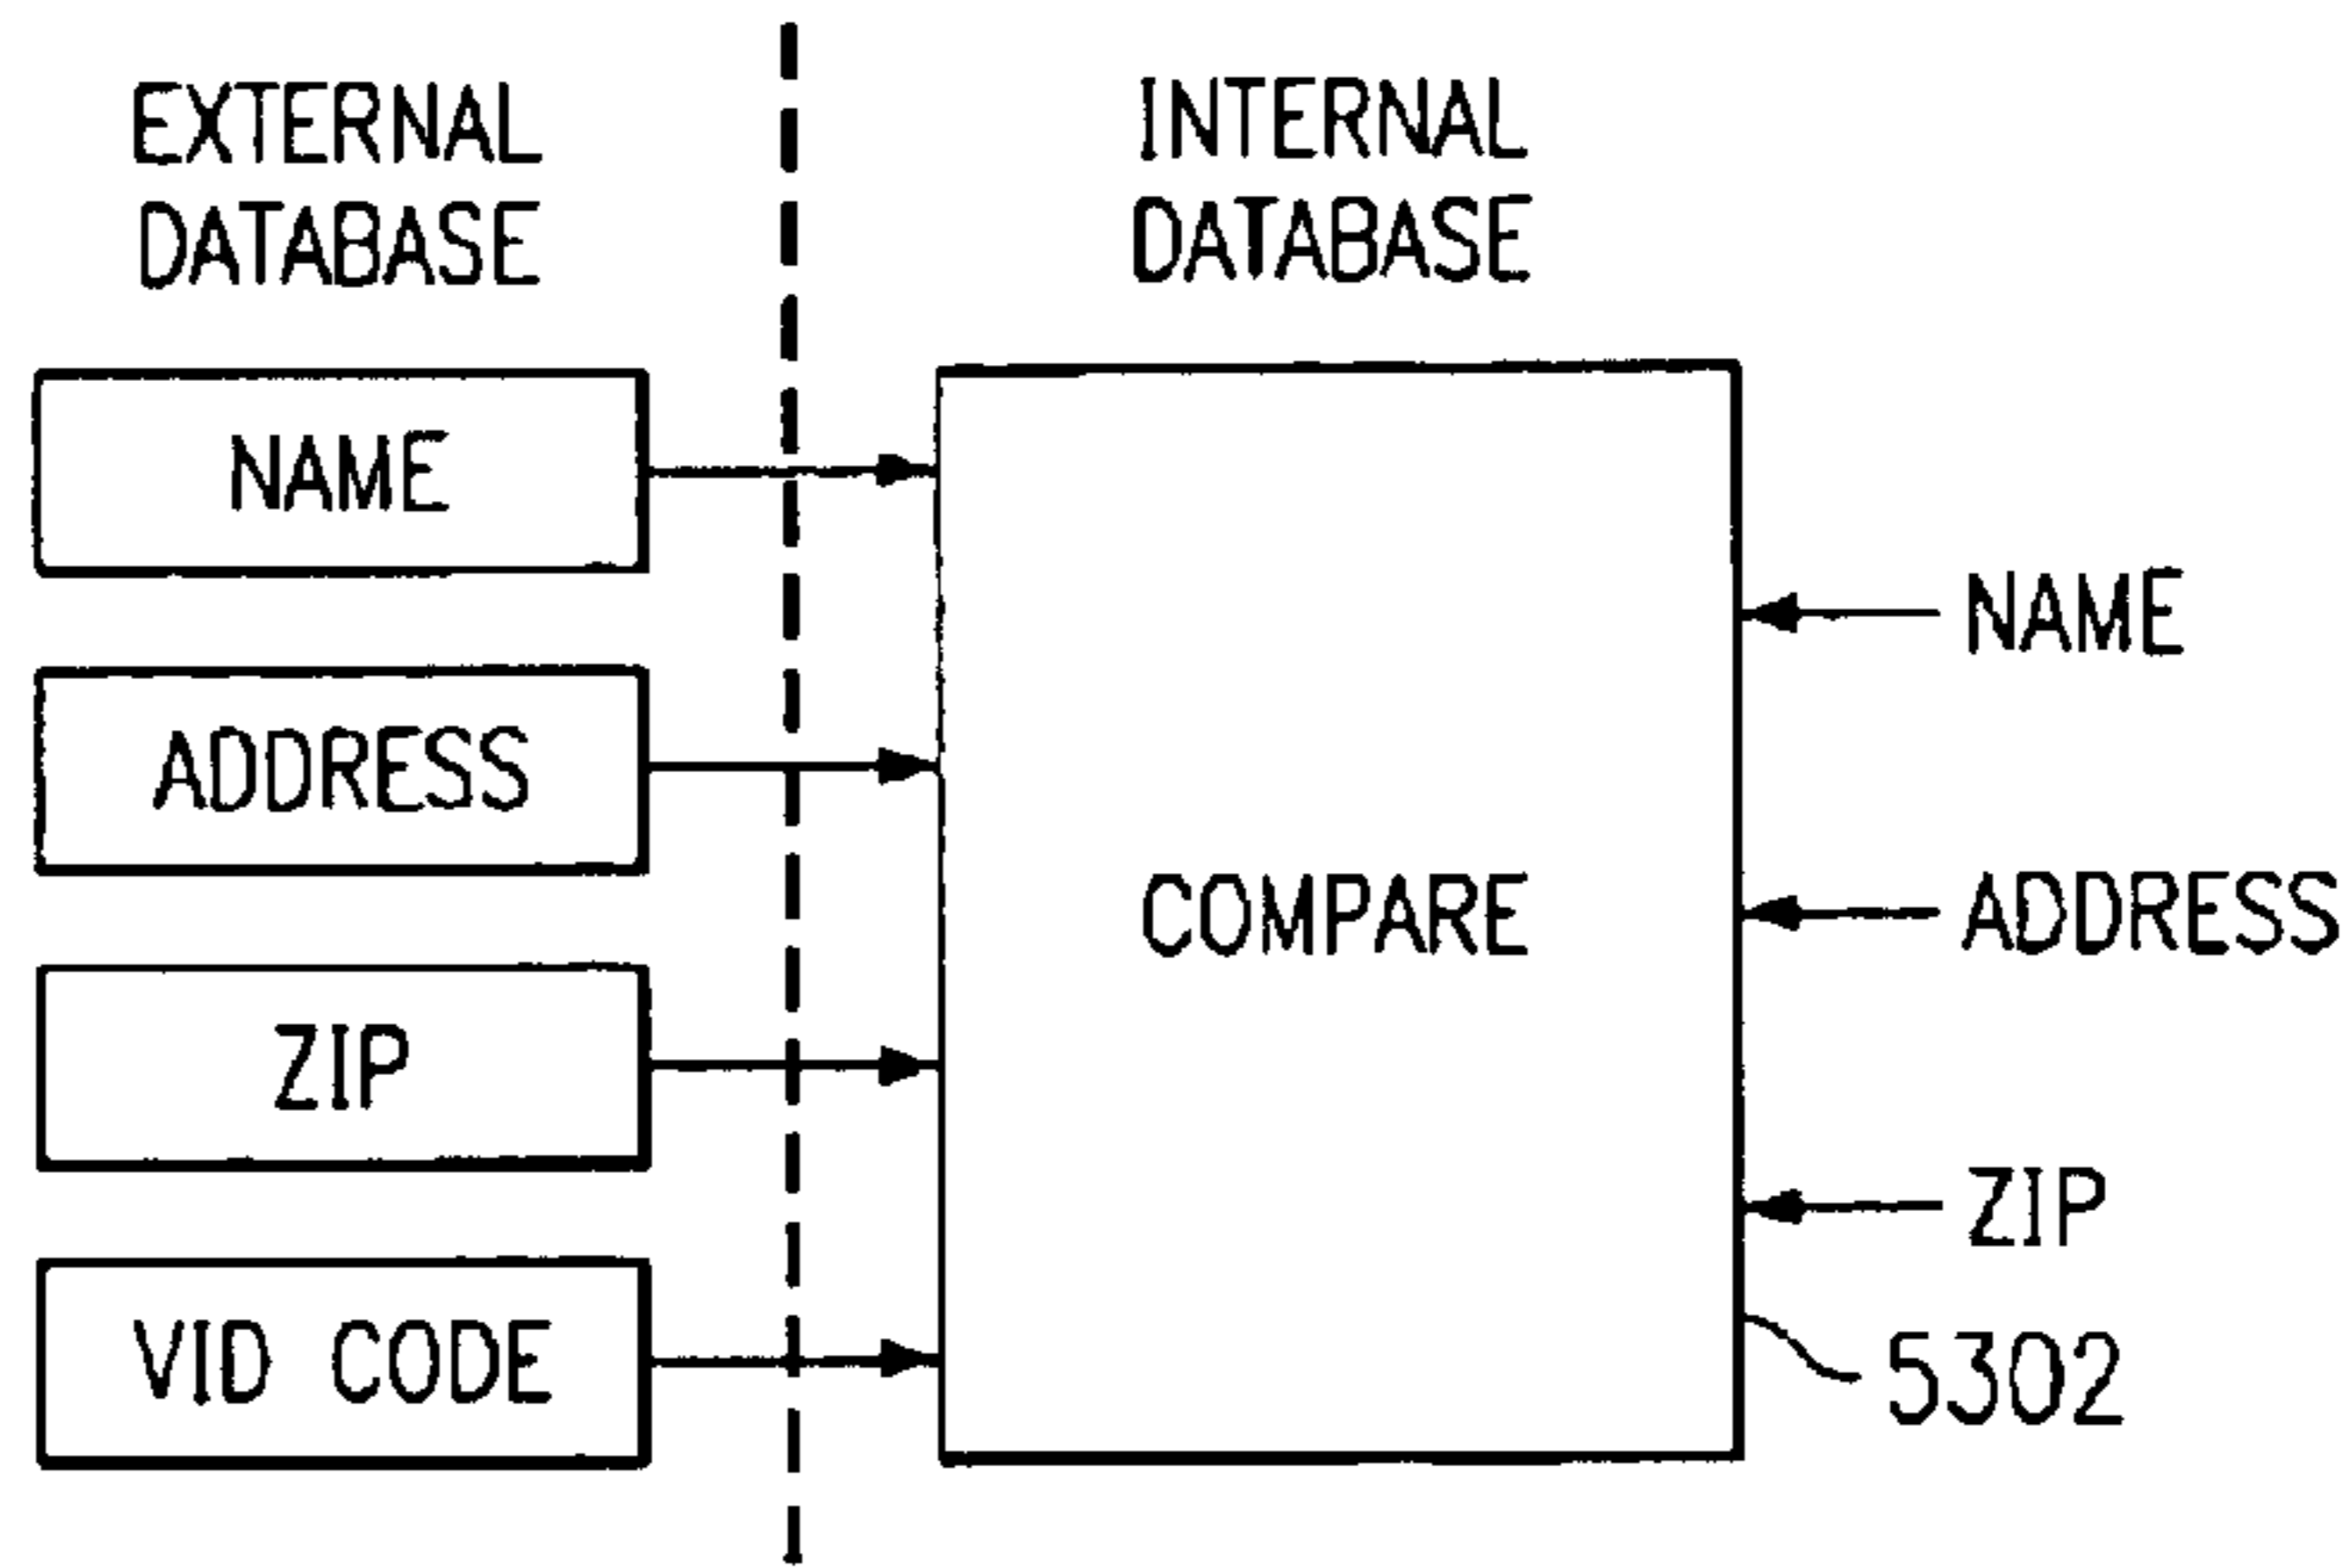 EXTERNAL
DATABASE
INTERNAL
DATABASE
NAME
ADDRESS
ZIP
VID CODE
COMPARE
NAME
ADDRESS
ZIP
5302